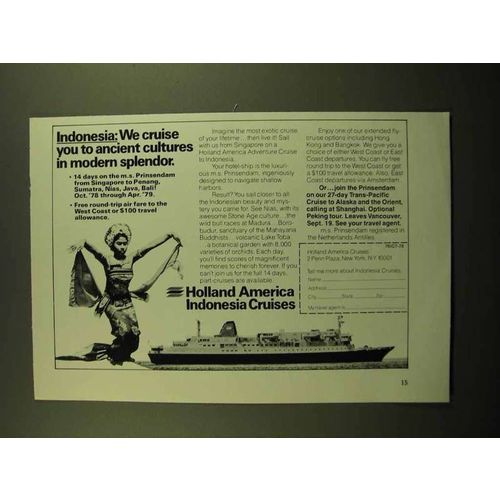 Indonesia: We cruise
you to ancient cultures
in modern splendor.
• 14 days on the m.s. Prinsendam
from Singapore to Penang,
Sumatra, Nias, Java, Bali!
Oct. '78 through Apr. '79.
• Free round-trip air fare to the
West Coast or $100 travel
allowance.
Imagine the most exotic cruise
of your lifetime... then live it! Sail
with us from Singapore on a
Holland America Adventure Cruise
to Indonesia.
Your hotel-ship is the luxuri-
ous m.s. Prinsendam, ingeniously
designed to navigate shallow
harbors.
Result? You sail closer to all
the Indonesian beauty and mys-
tery you came for. See Nias, with its
awesome Stone Age culture...the
wild bull races at Madura... Boro-
budur, sanctuary of the Mahayana
Buddhists... volcanic Lake Toba
...a botanical garden with 8,000
varieties of orchids. Each day,
you'll find scores of magnificent
memories to cherish forever. If you
can't join us for the full 14 days,
part-cruises are available.
Enjoy one of our extended fly-
cruise options including Hong
Kong and Bangkok. We give you a
choice of either West Coast or East
Coast departures. You can fly free
round trip to the West Coast or get
a $100 travel allowance. Also, East
Coast departures via Amsterdam.
Or...join the Prinsendam
on our 27-day Trans-Pacific
Cruise to Alaska and the Orient,
calling at Shanghai. Optional
Peking tour. Leaves Vancouver,
Sept. 19. See your travel agent.
m.s. Prinsendam registered in
the Netherlands Antilles.
Holland America Cruises
2 Penn Plaza, New York, N.Y. 10001
Tell me more about Indonesia Cruises.
Name
Address
City State Zip
My travel agent is
Holland America
Indonesia Cruises
15